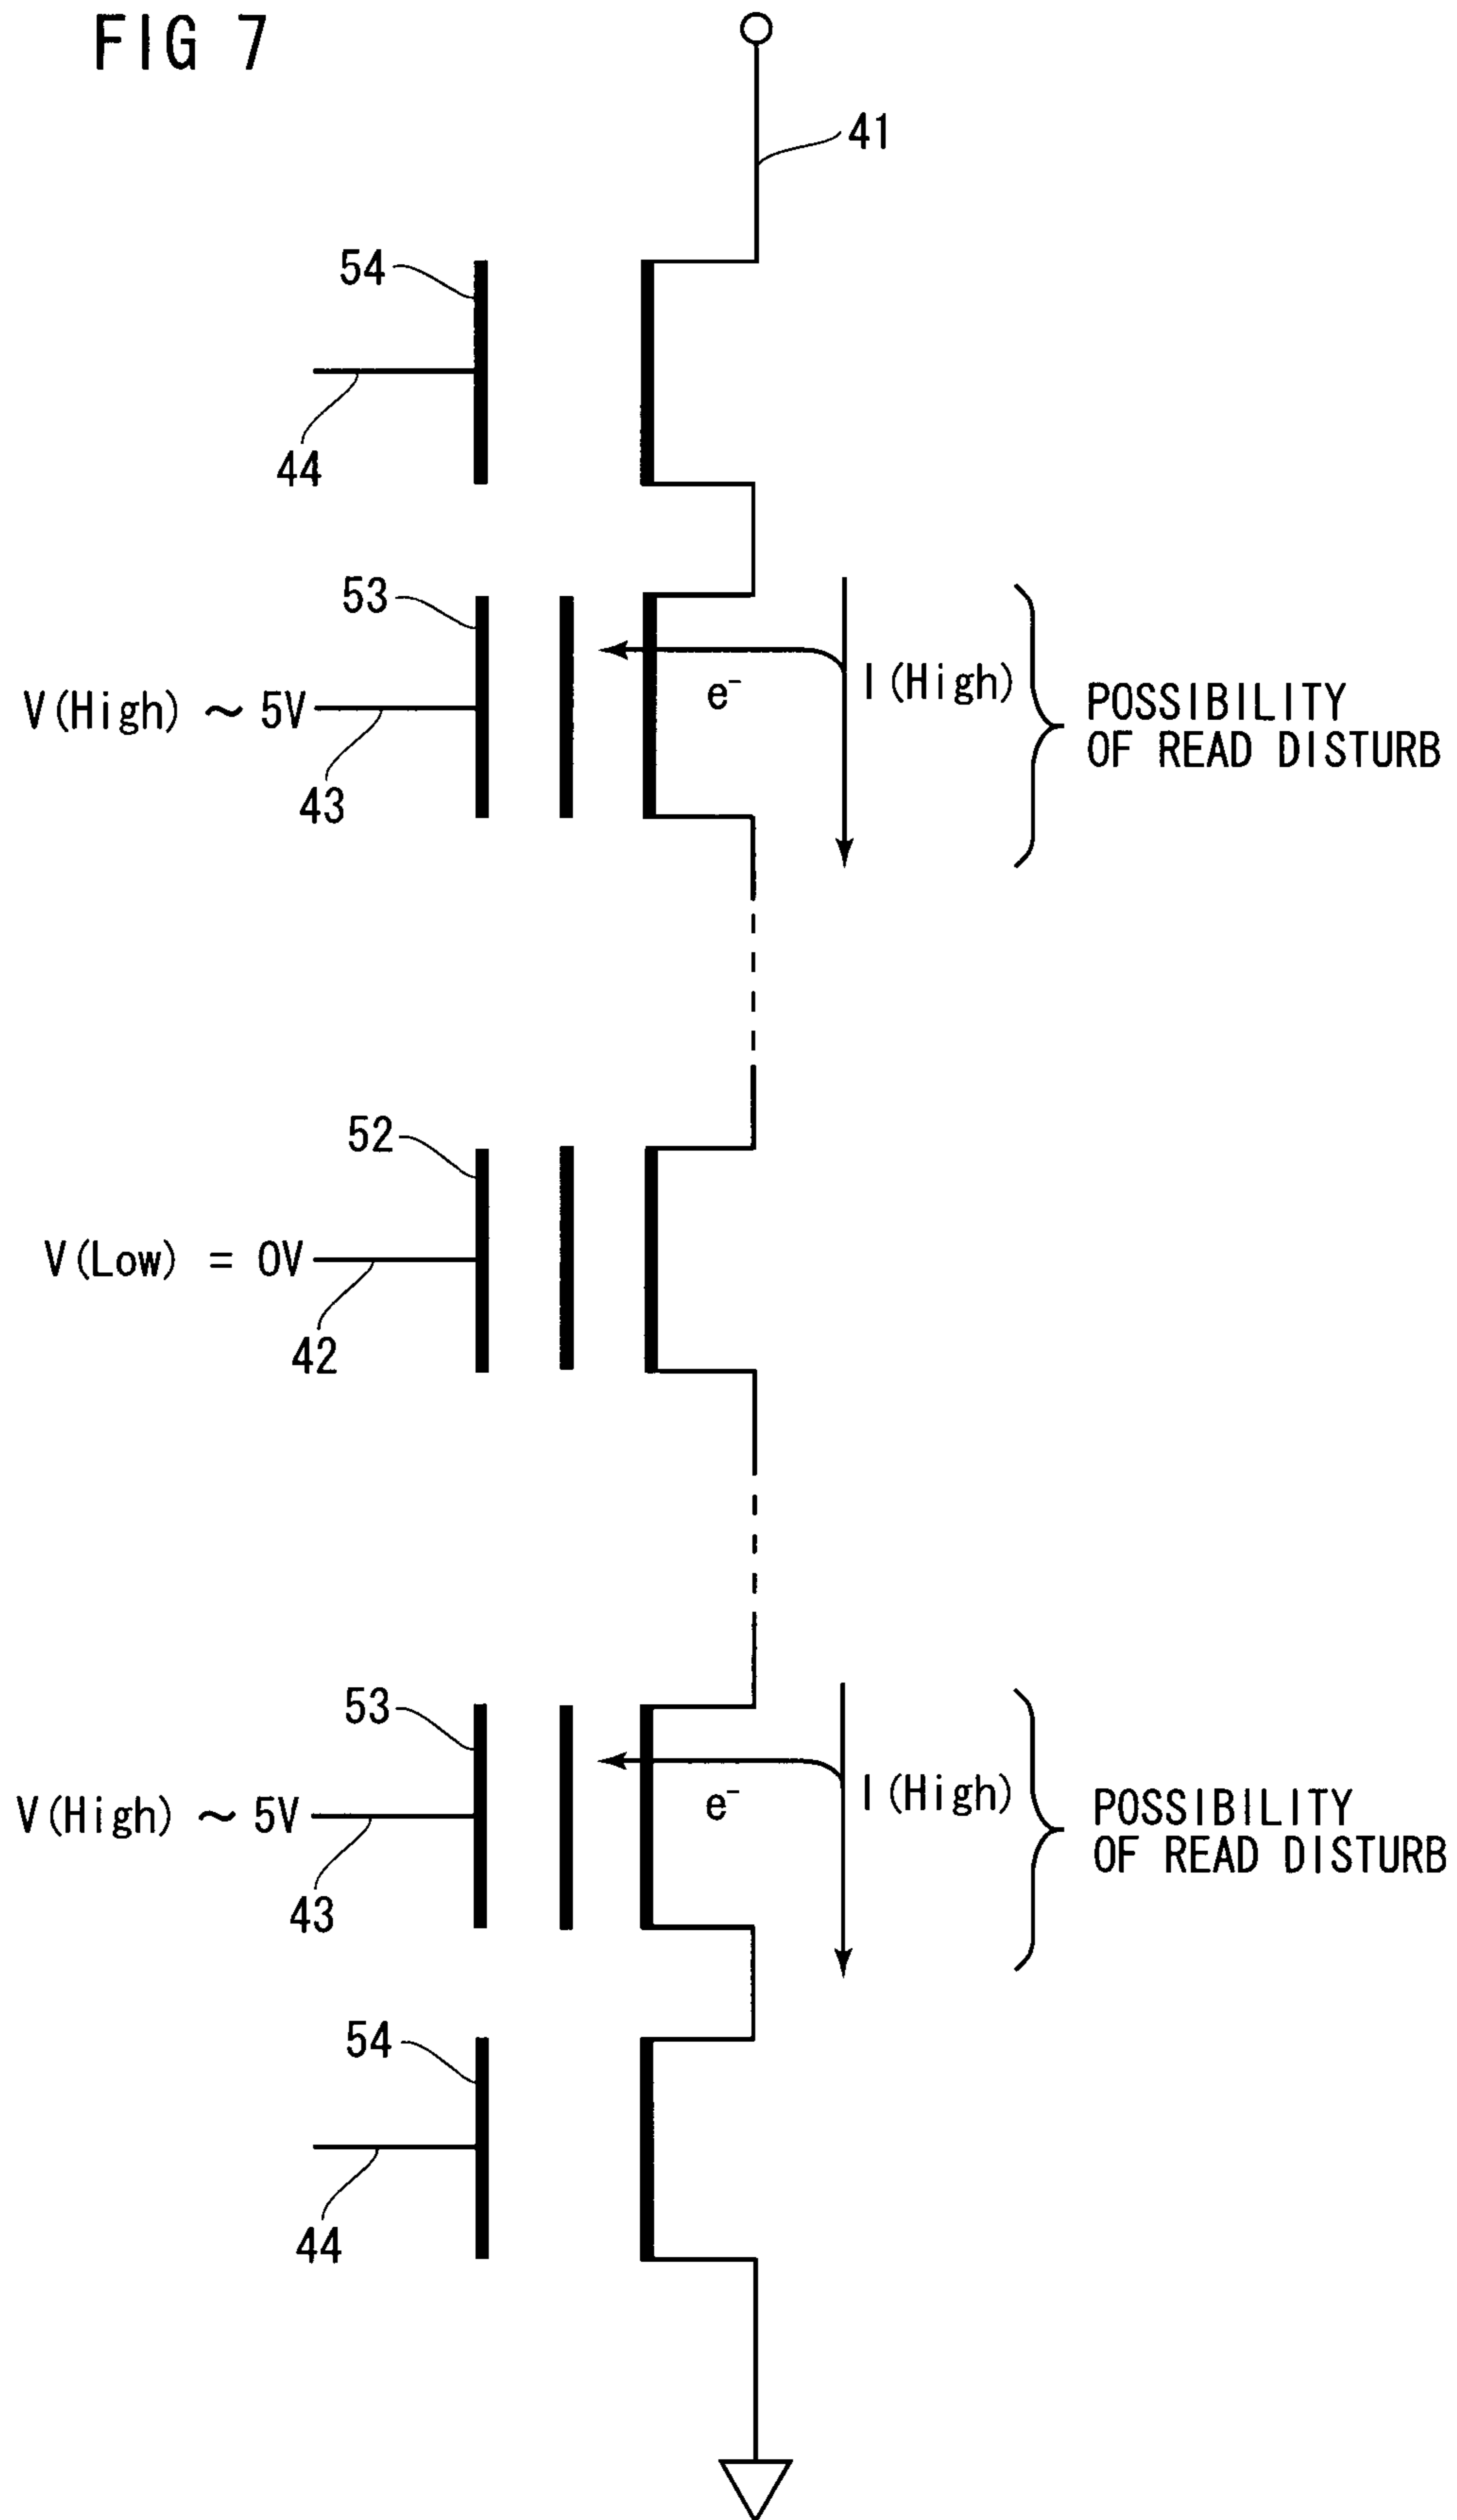 FIG 7
41
54
44
53
V(High) ~ 5V
43
e⁻
I (High)
POSSIBILITY
OF READ DISTURB
52
V(Low) = 0V
42
53
V(High) ~ 5V
43
e⁻
I (High)
POSSIBILITY
OF READ DISTURB
54
44